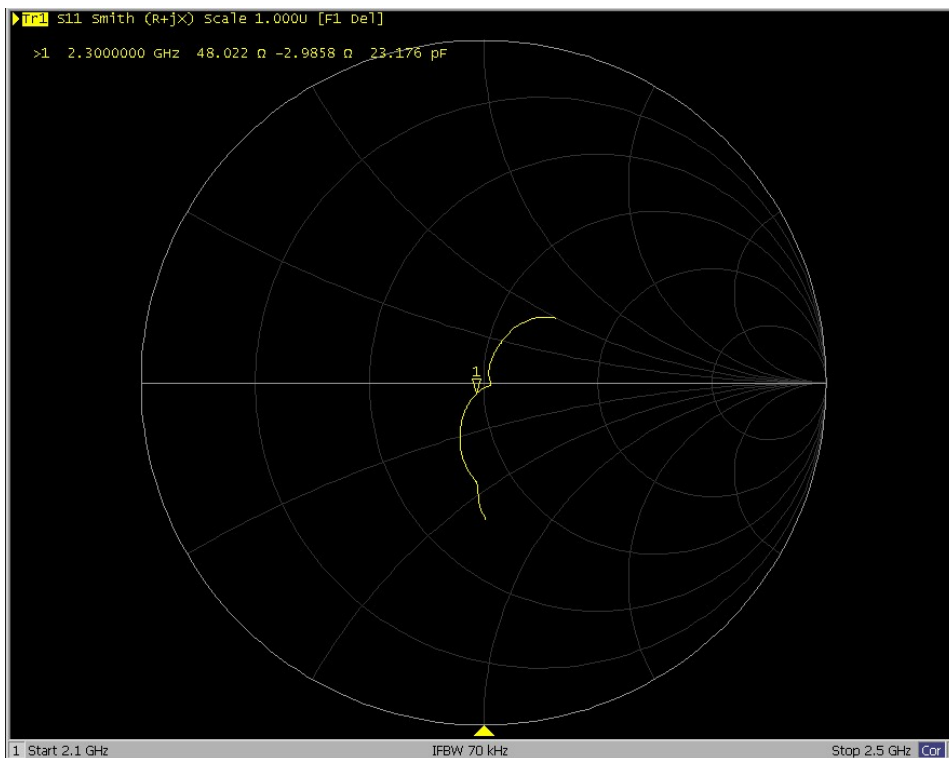 Tr1 S11 Smith (R+jX) Scale 1.000U [F1 Del]
>1 2.3000000 GHz 48.022 Ω -2.9858 Ω 23.176 pF
1
1 Start 2.1 GHz IFBW 70 kHz Stop 2.5 GHz Cor